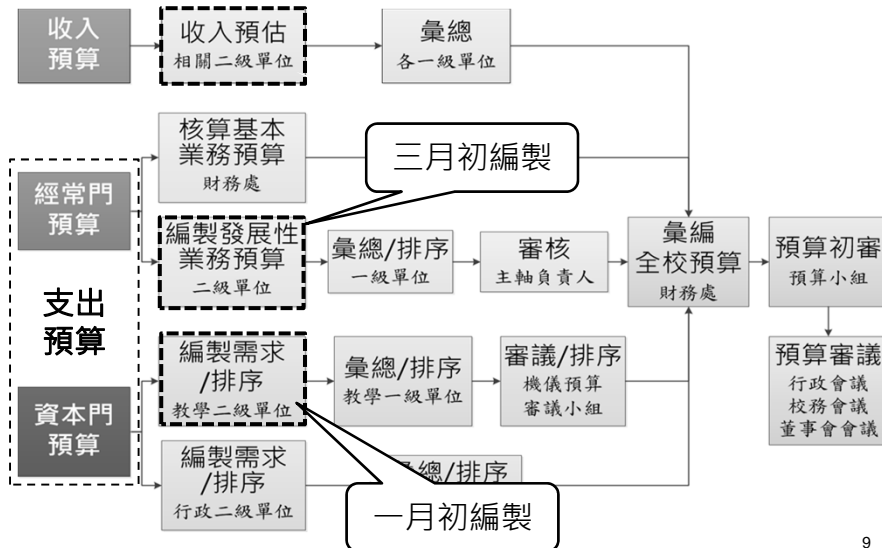 收入
預算
收入預估
相關二級單位
彙總
各一級單位
核算基本
業務預算
財務處
三月初編製
經常門
預算
編製發展性
業務預算
二級單位
彙總/排序
一級單位
審核
主軸負責人
彙編
全校預算
財務處
預算初審
預算小組
支出
預算
編製需求
/排序
教學二級單位
彙總/排序
教學一級單位
審議/排序
機儀預算
審議小組
預算審議
行政會議
校務會議
董事會會議
資本門
預算
編製需求
/排序
行政二級單位
總/排序
一月初編製
9